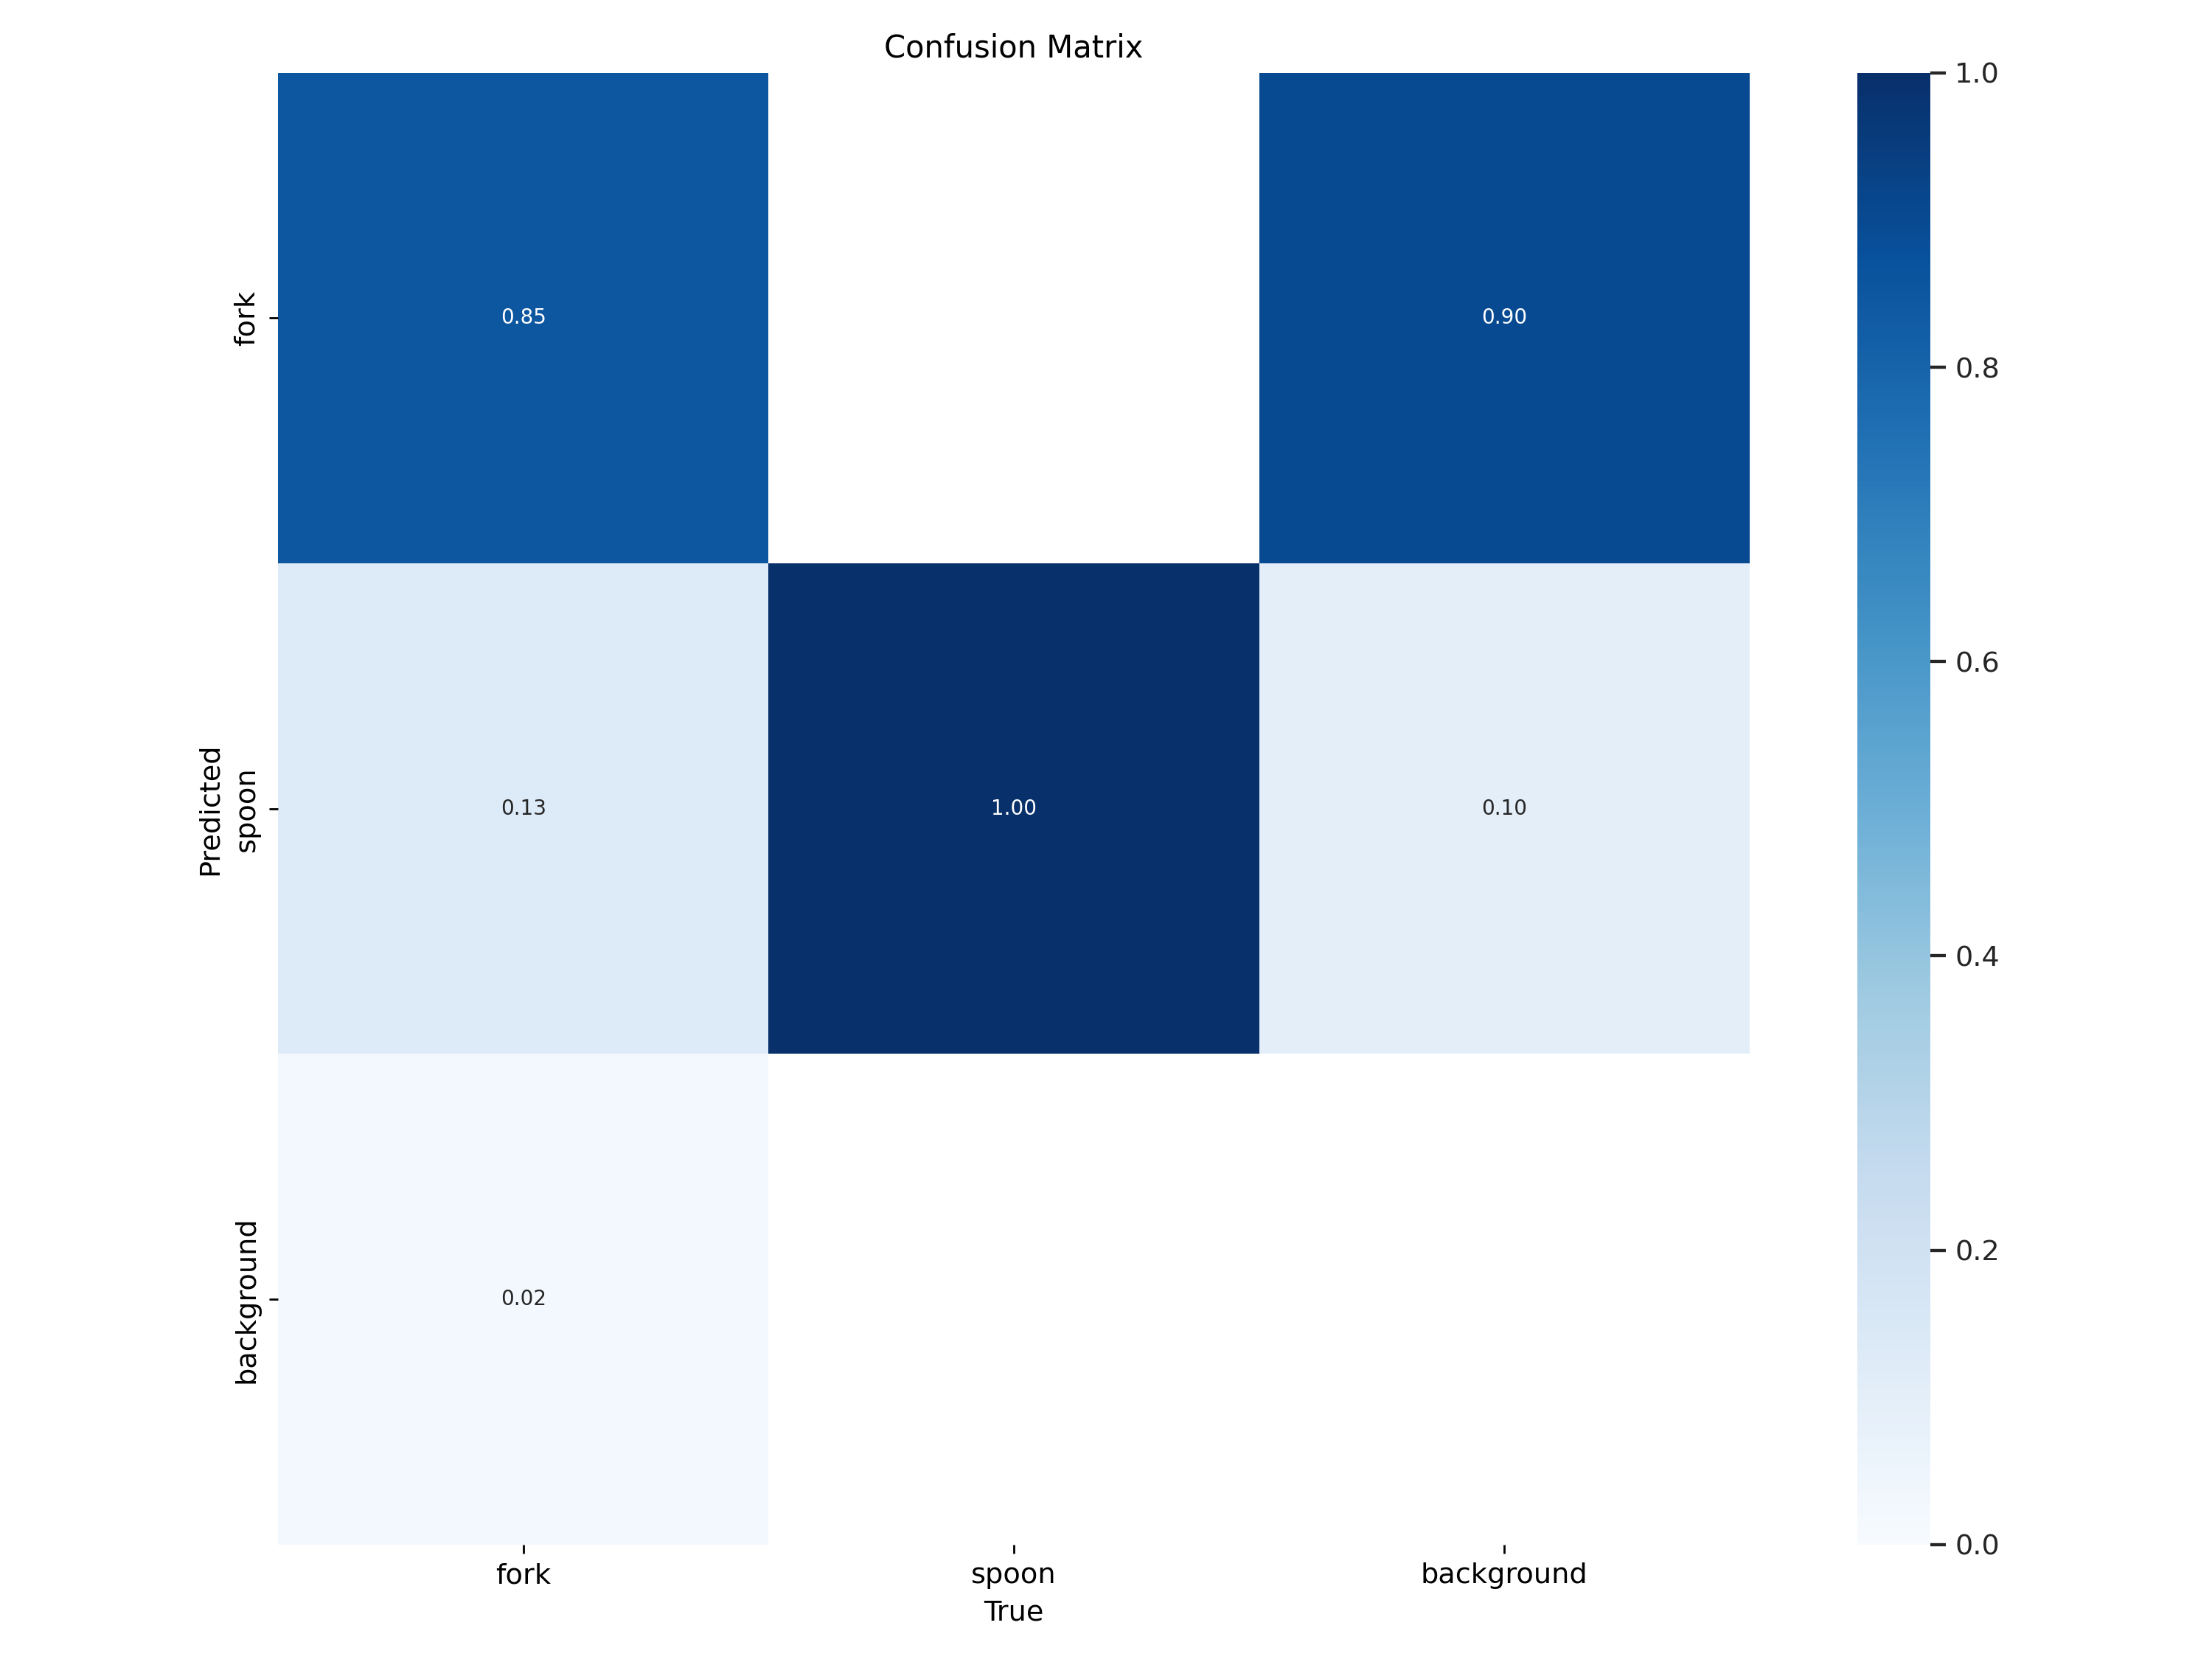 Confusion Matrix
1.0
0.8
0.6
0.4
0.2
0.0
Predicted
fork
0.85
0.90
spoon
0.13
1.00
0.10
background
0.02
fork
spoon
background
True